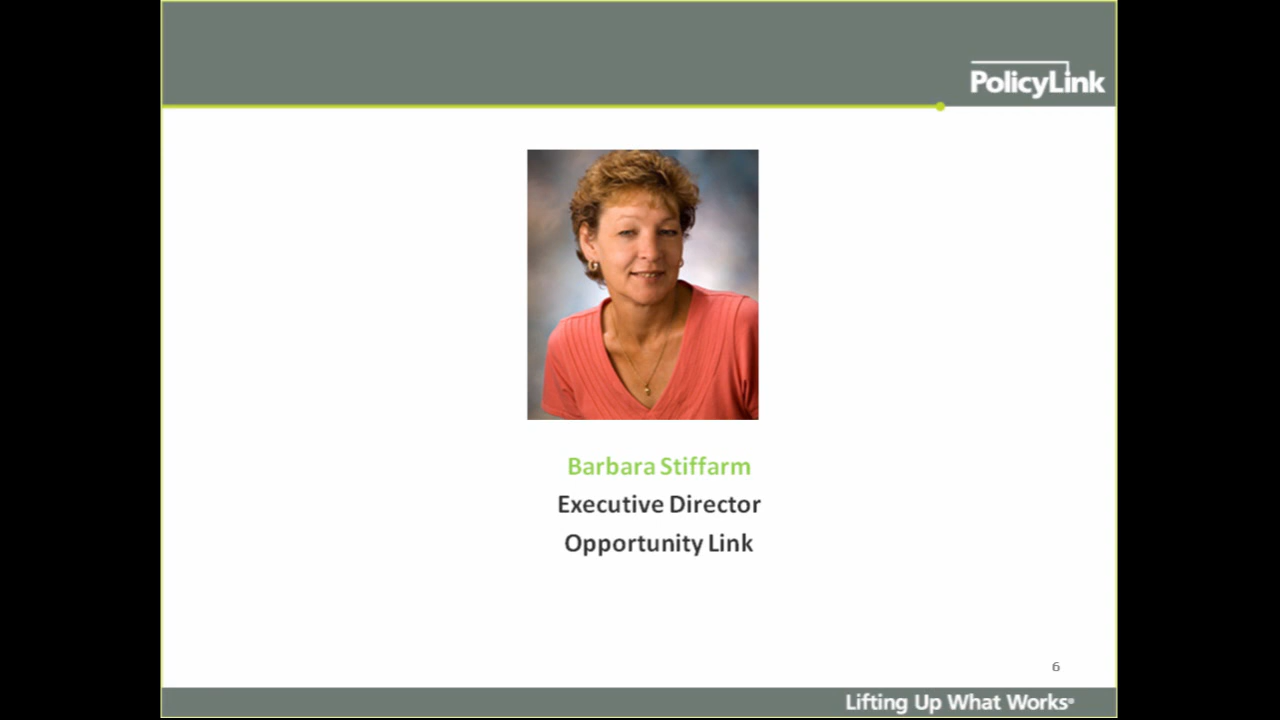 PolicyLink
Barbara Stiffarm
Executive Director
Opportunity Link
6
Lifting Up What Works®